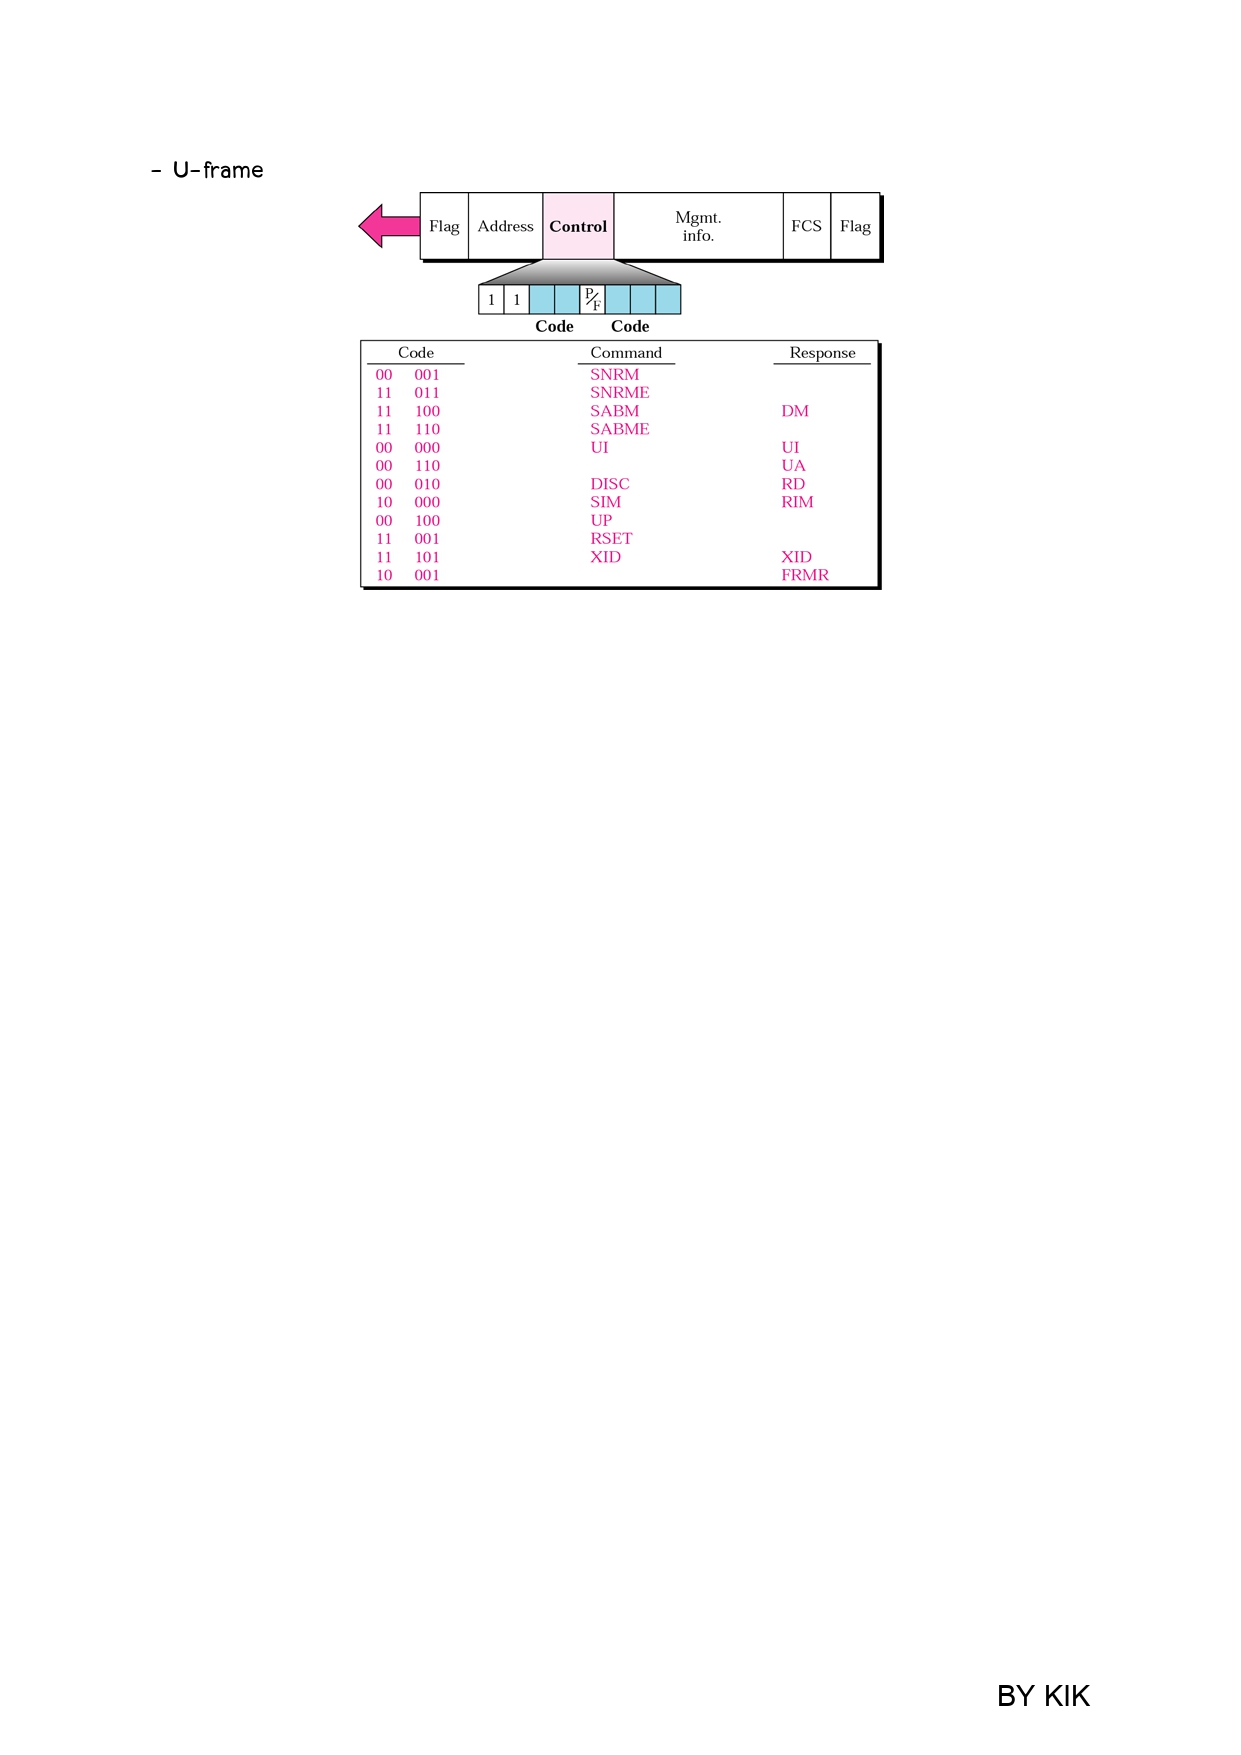 - U-frame
Flag Address Control Mgmt. info. FCS Flag
1 1 P/F
Code Code
Code Command Response
00 001 SNRM
11 011 SNRME
11 100 SABM DM
11 110 SABME
00 000 UI UI
00 110 UA
00 010 DISC RD
10 000 SIM RIM
00 100 UP
11 001 RSET
11 101 XID XID
10 001 FRMR
BY KIK